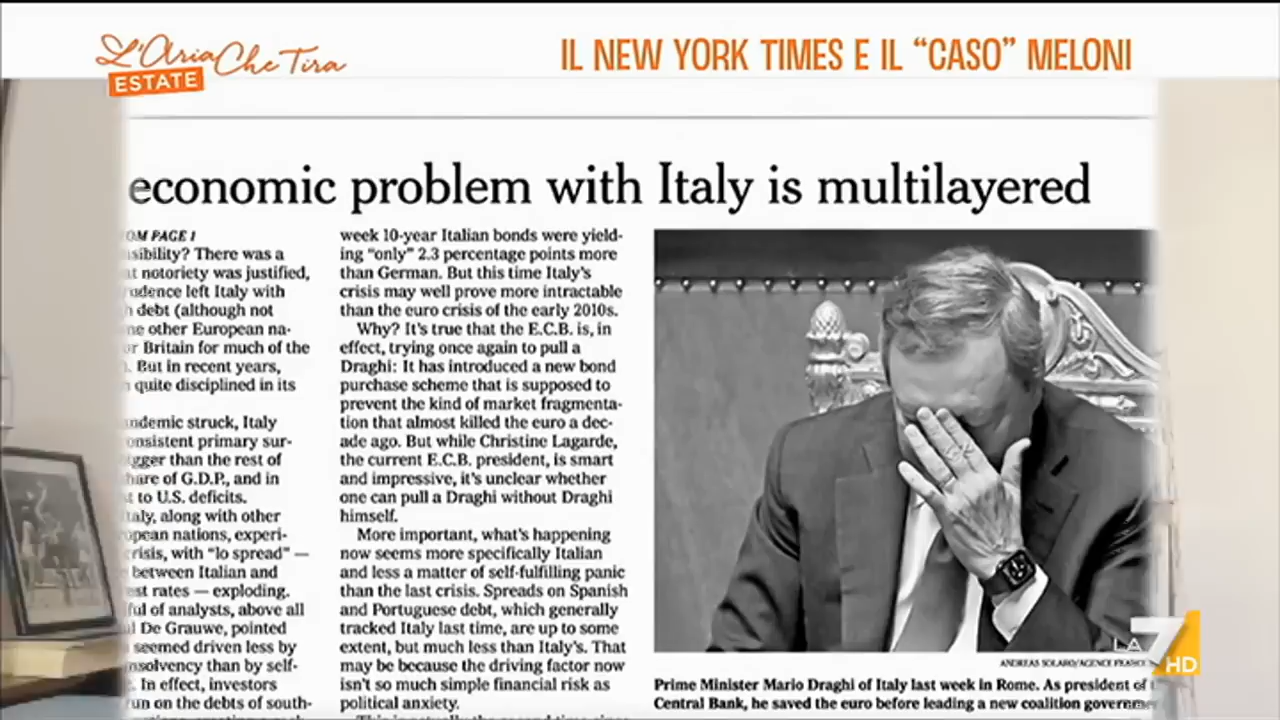 L'Aria Che Tira
ESTATE
IL NEW YORK TIMES E IL “CASO” MELONI
economic problem with Italy is multilayered
OM PAGE 1
There was a
notoriety was justified,
left Italy with
debt (although not
other European na-
or Britain for much of the
But in recent years,
quite disciplined in its
struck, Italy
primary sur-
than the rest of
of G.D.P., and in
to U.S. deficits.
along with other
nations, experi-
with “lo spread” —
between Italian and
rates — exploding.
of analysts, above all
De Grauwe, pointed
seemed driven less by
than by self-
In effect, investors
on the debts of south-
week 10-year Italian bonds were yield-
ing “only” 2.3 percentage points more
than German. But this time Italy’s
crisis may well prove more intractable
than the euro crisis of the early 2010s.
Why? It’s true that the E.C.B. is, in
effect, trying once again to pull a
Draghi: It has introduced a new bond
purchase scheme that is supposed to
prevent the kind of market fragmenta-
tion that almost killed the euro a dec-
ade ago. But while Christine Lagarde,
the current E.C.B. president, is smart
and impressive, it’s unclear whether
one can pull a Draghi without Draghi
himself.
More important, what’s happening
now seems more specifically Italian
and less a matter of self-fulfilling panic
than the last crisis. Spreads on Spanish
and Portuguese debt, which generally
tracked Italy last time, are up to some
extent, but much less than Italy’s. That
may be because the driving factor now
isn’t so much simple financial risk as
political anxiety.
ANDREAS SOLARO/AGENCE
Prime Minister Mario Draghi of Italy last week in Rome. As president of
Central Bank, he saved the euro before leading a new coalition
LA 7 HD